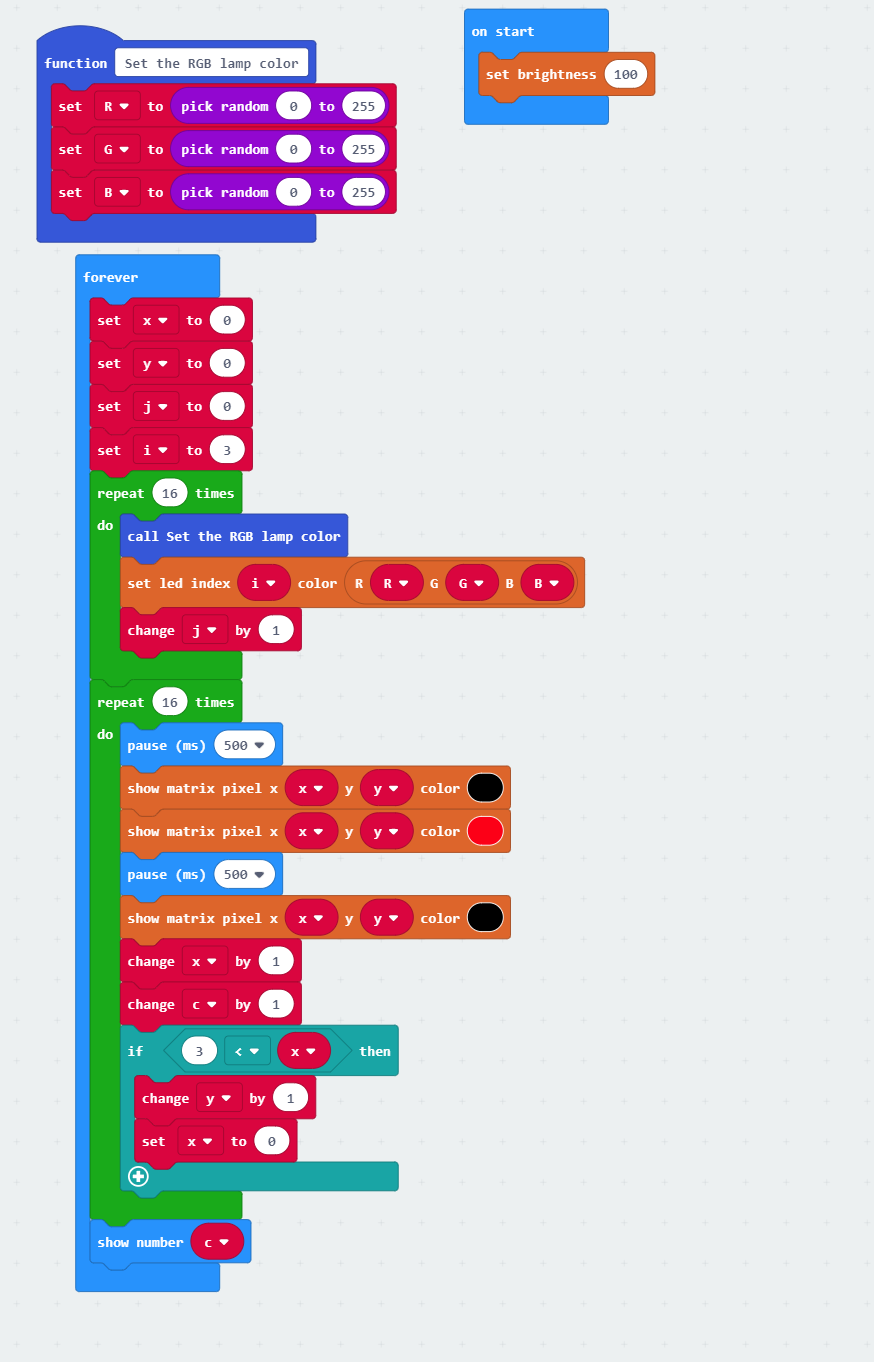 function Set the RGB lamp color
set R to pick random 0 to 255
set G to pick random 0 to 255
set B to pick random 0 to 255
on start
set brightness 100
forever
set x to 0
set y to 0
set j to 0
set i to 3
repeat 16 times
do
call Set the RGB lamp color
set led index i color R R G G B B
change j by 1
repeat 16 times
do
pause (ms) 500
show matrix pixel x x y y color
show matrix pixel x x y y color
pause (ms) 500
show matrix pixel x x y y color
change x by 1
change c by 1
if 3 < x then
change y by 1
set x to 0
show number c